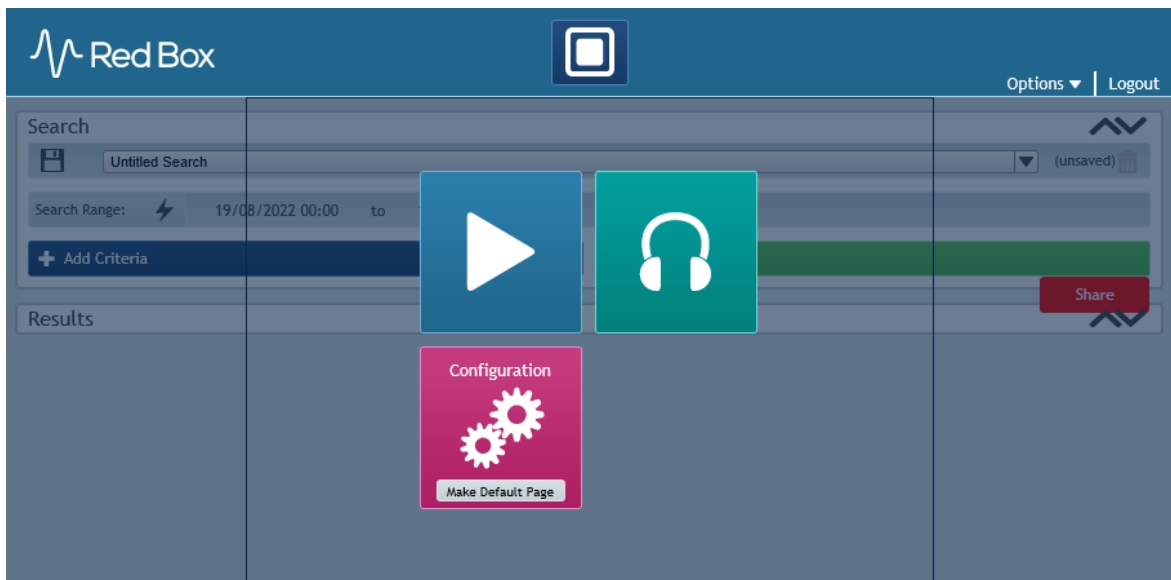 Red Box
Options
Logout
Search
Untitled Search
(unsaved)
Search Range:
19/08/2022 00:00
to
Add Criteria
Share
Results
Configuration
Make Default Page